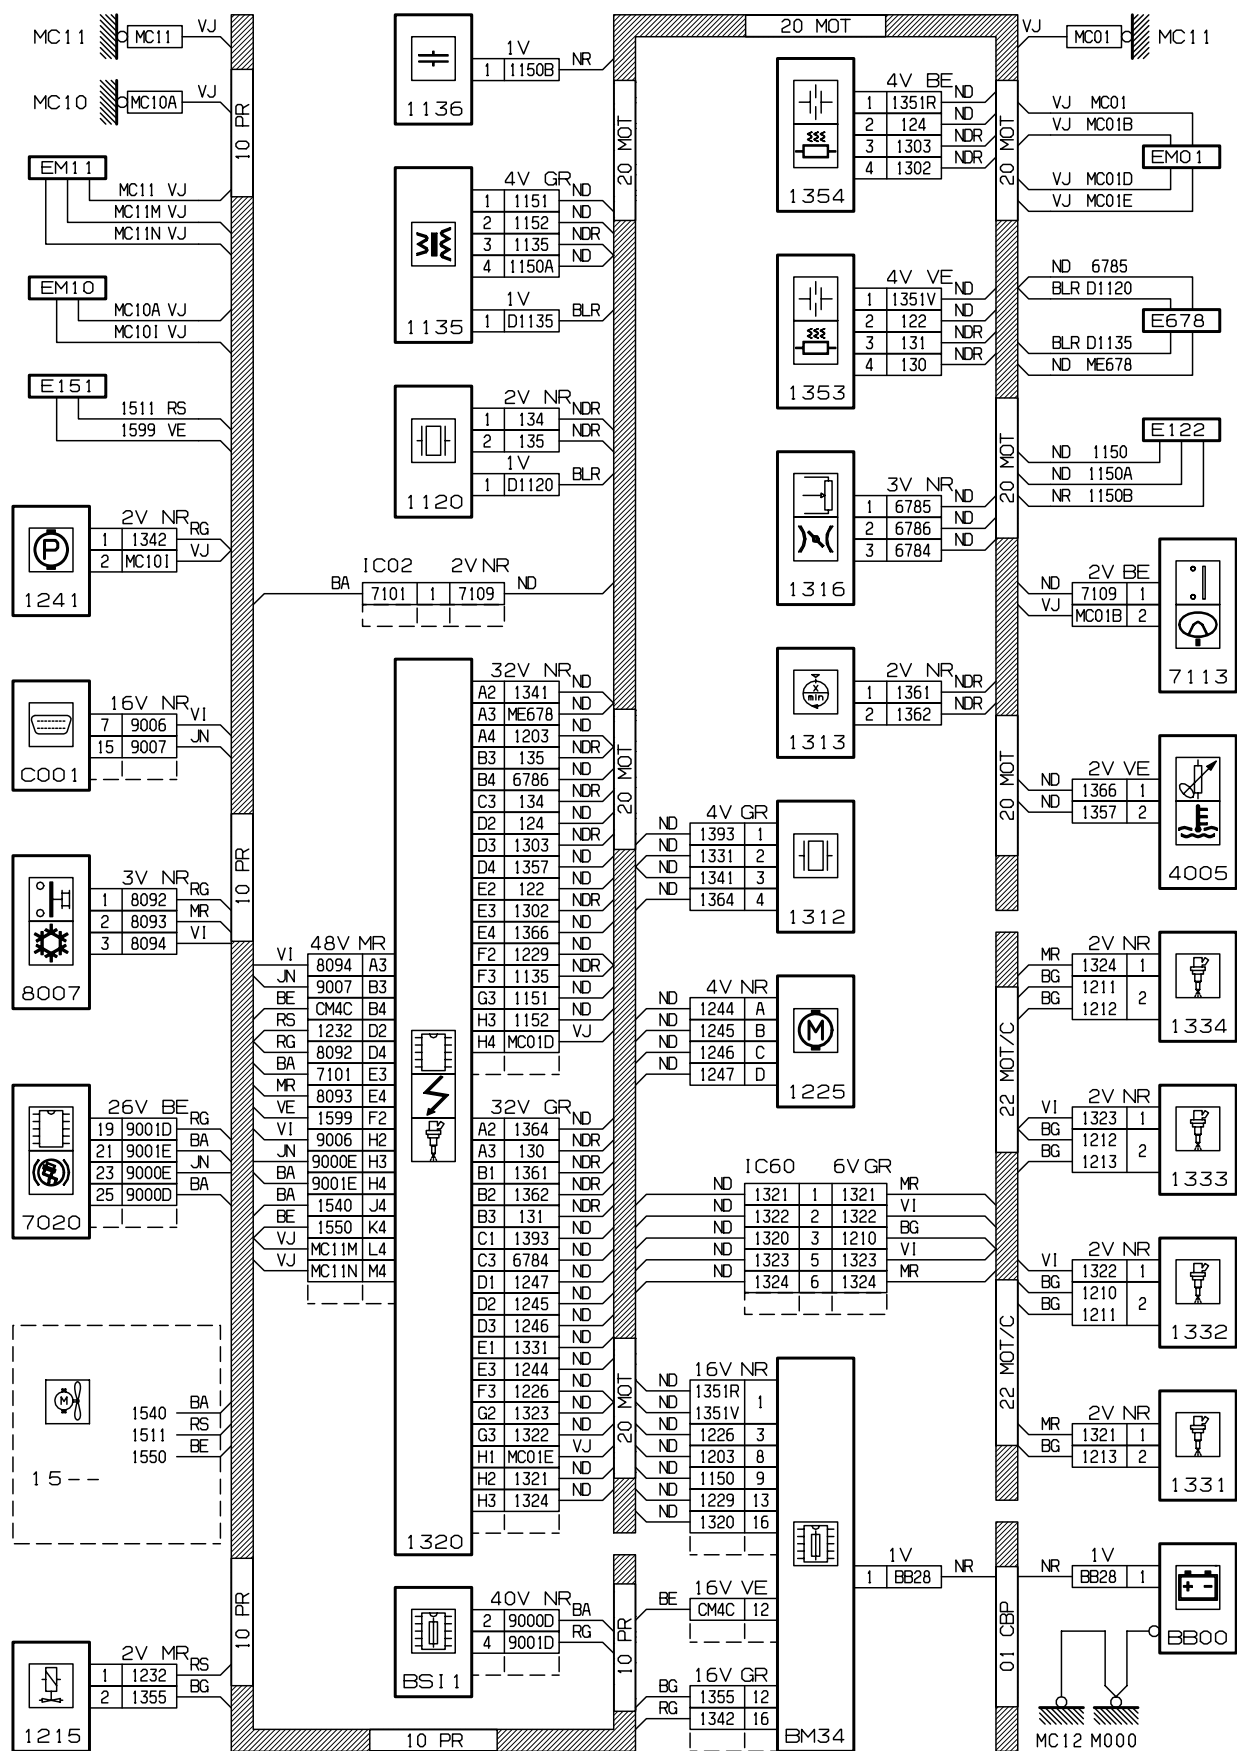 MC11 MC11 VJ
MC10 MC10A VJ
10 PR
EM11
MC11 VJ
MC11M VJ
MC11N VJ
EM10
MC10A VJ
MC10I VJ
E151
1511 RS
1599 VE
1241
2V NR
1 1342 RG
2 MC10I VJ
C001
16V NR
7 9006 VI
15 9007 JN
10 PR
8007
3V NR
1 8092 RG
2 8093 MR
3 8094 VI
7020
26V BE
19 9001D RG
21 9001E BA
23 9000E JN
25 9000D BA
15--
1540 BA
1511 RS
1550 BE
10 PR
1215
2V MR
1 1232 RS
2 1355 BG
10 PR
1136
1V
1 1150B NR
1135
4V GR
1 1151 ND
2 1152 ND
3 1135 NDR
4 1150A ND
1V
1 D1135 BLR
1120
2V NR
1 134 NDR
2 135 NDR
1V
1 D1120 BLR
IC02 2V NR
BA 7101 1 7109 ND
1320
48V MR
VI 8094 A3
JN 9007 B3
BE CM4C B4
RS 1232 D2
RG 8092 D4
BA 7101 E3
MR 8093 E4
VE 1599 F2
VI 9006 H2
JN 9000E H3
BA 9001E H4
BA 1540 J4
BE 1550 K4
VJ MC11M L4
VJ MC11N M4
32V NR
A2 1341 ND
A3 ME678 ND
A4 1203 ND
B3 135 NDR
B4 6786 ND
C3 134 NDR
D2 124 ND
D3 1303 NDR
D4 1357 ND
E2 122 ND
E3 1302 NDR
E4 1366 ND
F2 1229 ND
F3 1135 NDR
G3 1151 ND
H3 1152 ND
H4 MC01D VJ
32V GR
A2 1364 ND
A3 130 NDR
B1 1361 NDR
B2 1362 NDR
B3 131 NDR
C1 1393 ND
C3 6784 ND
D1 1247 ND
D2 1245 ND
D3 1246 ND
E1 1331 ND
E3 1244 ND
F3 1226 ND
G2 1323 ND
G3 1322 ND
H1 MC01E VJ
H2 1321 ND
H3 1324 ND
BSI1
40V NR
2 9000D BA
4 9001D RG
20 MOT
20 MOT
20 MOT
20 MOT
10 PR
1354
4V BE
1 1351R ND
2 124 ND
3 1303 NDR
4 1302 NDR
1353
4V VE
1 1351V ND
2 122 ND
3 131 NDR
4 130 NDR
1316
3V NR
1 6785 ND
2 6786 ND
3 6784 ND
1313
x
min
2V NR
1 1361 NDR
2 1362 NDR
1312
4V GR
ND 1393 1
ND 1331 2
ND 1341 3
ND 1364 4
1225
M
4V NR
ND 1244 A
ND 1245 B
ND 1246 C
ND 1247 D
IC60 6V GR
ND 1321 1 1321 MR
ND 1322 2 1322 VI
ND 1320 3 1210 BG
ND 1323 5 1323 VI
ND 1324 6 1324 MR
BM34
16V NR
ND 1351R 1
ND 1351V
ND 1226 3
ND 1203 8
ND 1150 9
ND 1229 13
ND 1320 16
16V VE
BE CM4C 12
16V GR
BG 1355 12
RG 1342 16
1V
1 BB28 NR
20 MOT
20 MOT
20 MOT
22 MOT/C
22 MOT/C
01 CBP
VJ MC01 MC11
VJ MC01
VJ MC01B
EM01
VJ MC01D
VJ MC01E
ND 6785
BLR D1120
E678
BLR D1135
ND ME678
E122
ND 1150
ND 1150A
NR 1150B
7113
2V BE
ND 7109 1
VJ MC01B 2
4005
2V VE
ND 1366 1
ND 1357 2
1334
2V NR
MR 1324 1
BG 1211 2
BG 1212
1333
2V NR
VI 1323 1
BG 1212 2
BG 1213
1332
2V NR
VI 1322 1
BG 1210 2
BG 1211
1331
2V NR
MR 1321 1
BG 1213 2
BB00
1V
NR BB28 1
MC12 M000
P
M